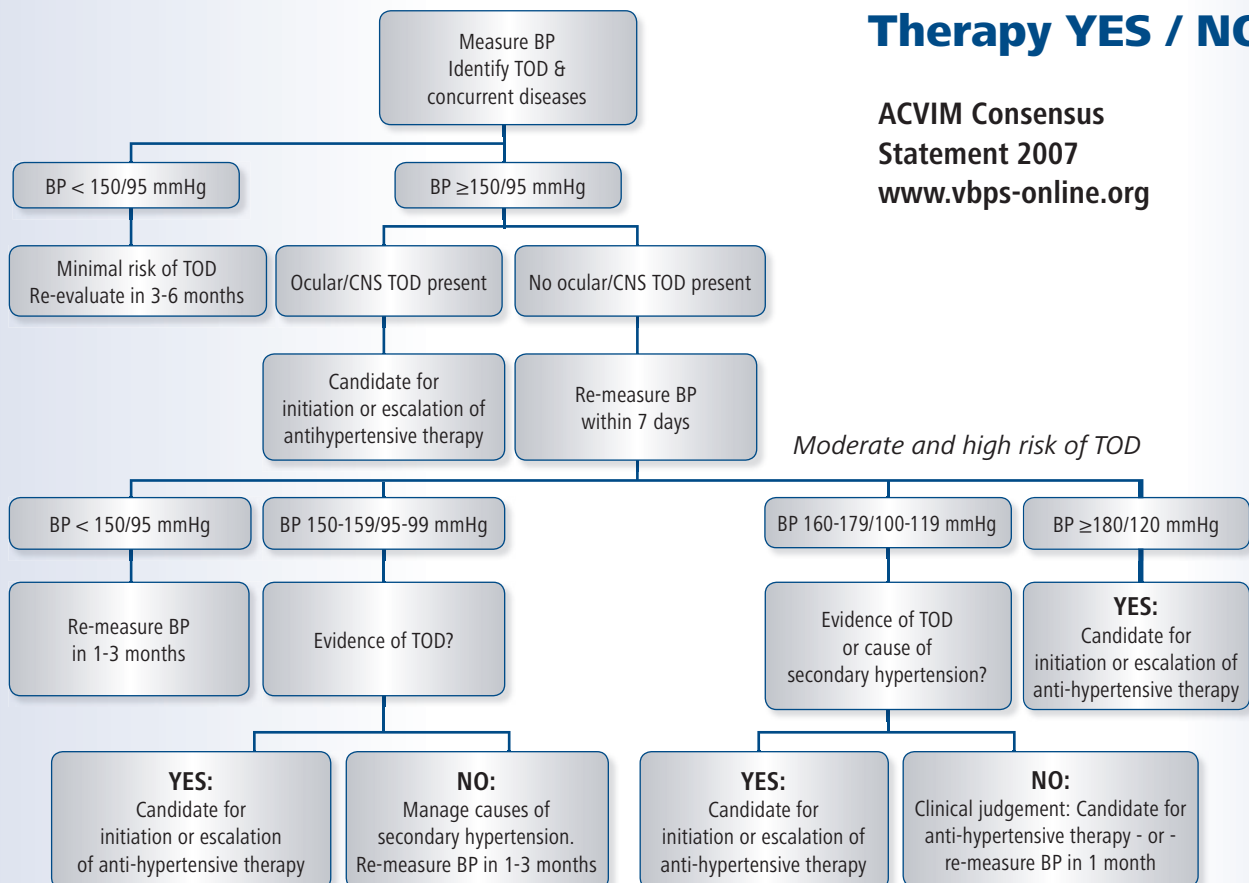 Therapy YES / NO
ACVIM Consensus
Statement 2007
www.vbps-online.org
Measure BP
Identify TOD &
concurrent diseases
BP < 150/95 mmHg
BP ≥150/95 mmHg
Minimal risk of TOD
Re-evaluate in 3-6 months
Ocular/CNS TOD present
No ocular/CNS TOD present
Candidate for
initiation or escalation of
antihypertensive therapy
Re-measure BP
within 7 days
Moderate and high risk of TOD
BP < 150/95 mmHg
BP 150-159/95-99 mmHg
BP 160-179/100-119 mmHg
BP ≥180/120 mmHg
Re-measure BP
in 1-3 months
Evidence of TOD?
Evidence of TOD
or cause of
secondary hypertension?
YES:
Candidate for
initiation or escalation of
anti-hypertensive therapy
YES:
Candidate for
initiation or escalation
of anti-hypertensive therapy
NO:
Manage causes of
secondary hypertension.
Re-measure BP in 1-3 months
YES:
Candidate for
initiation or escalation of
anti-hypertensive therapy
NO:
Clinical judgement: Candidate for
anti-hypertensive therapy - or -
re-measure BP in 1 month